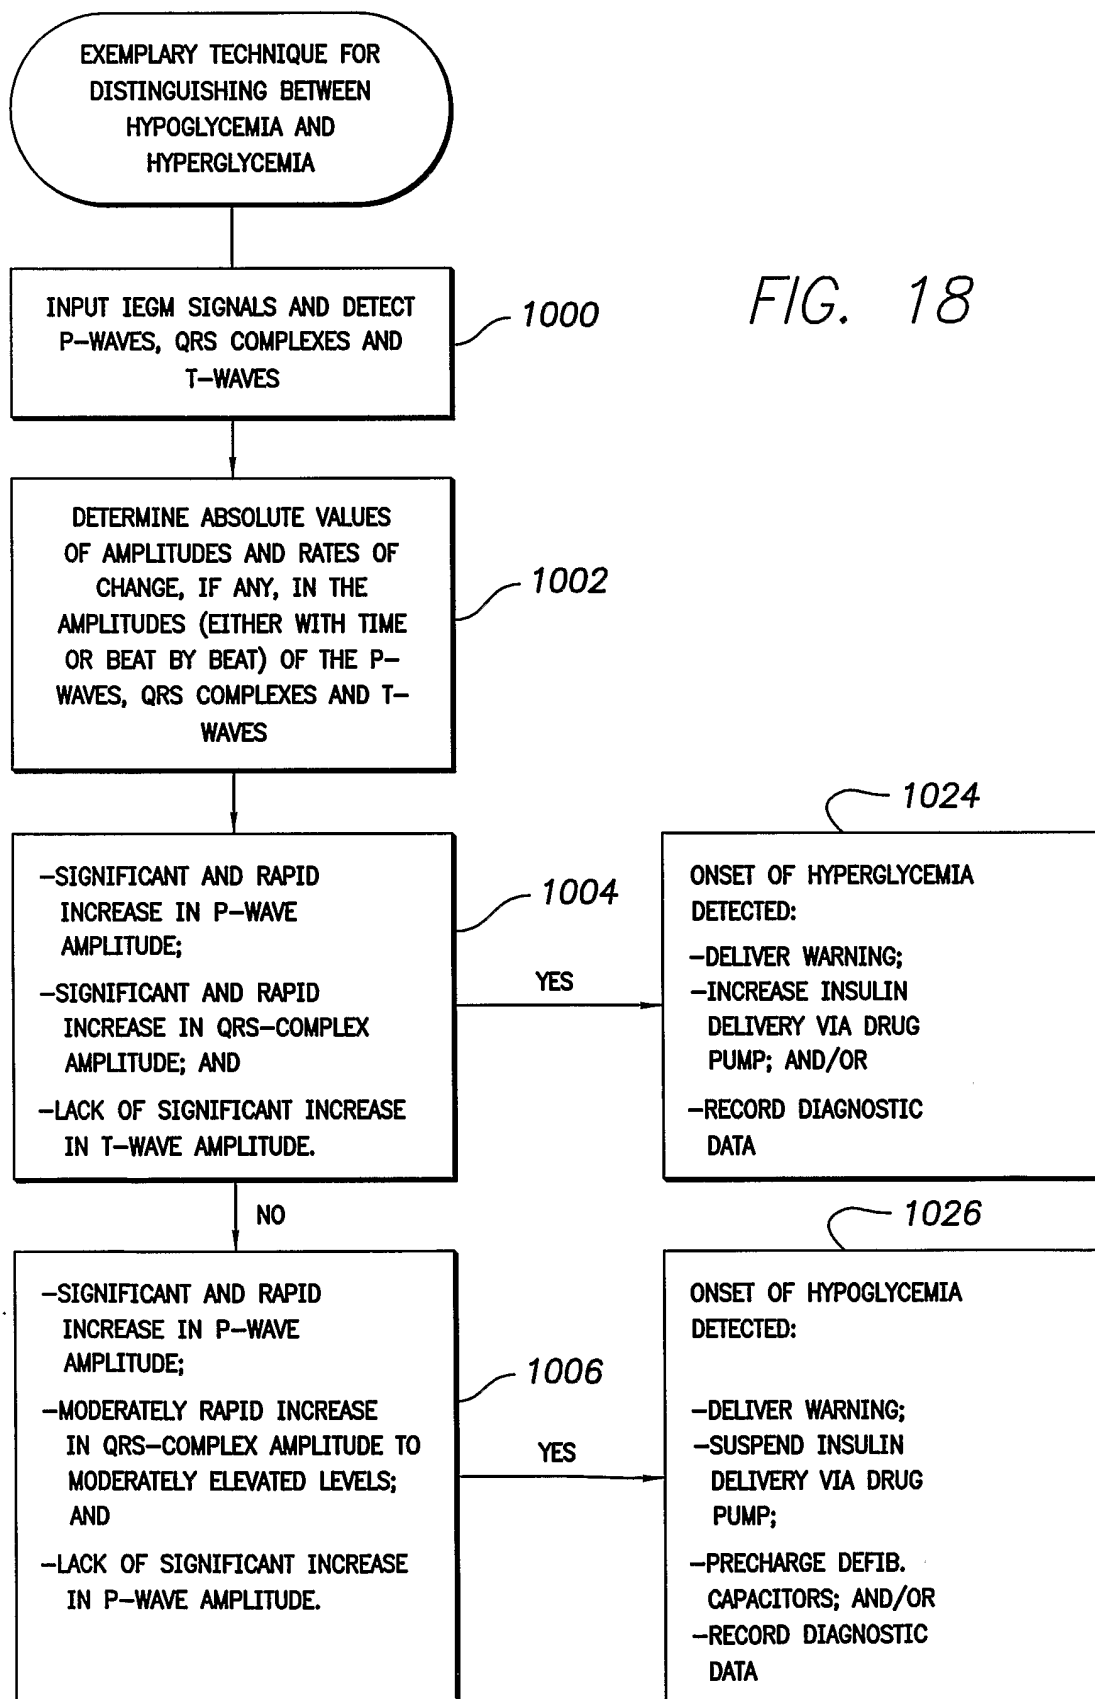 EXEMPLARY TECHNIQUE FOR
DISTINGUISHING BETWEEN
HYPOGLYCEMIA AND
HYPERGLYCEMIA
FIG. 18
INPUT IEGM SIGNALS AND DETECT
P-WAVES, QRS COMPLEXES AND
T-WAVES
1000
DETERMINE ABSOLUTE VALUES
OF AMPLITUDES AND RATES OF
CHANGE, IF ANY, IN THE
AMPLITUDES (EITHER WITH TIME
OR BEAT BY BEAT) OF THE P-
WAVES, QRS COMPLEXES AND T-
WAVES
1002
-SIGNIFICANT AND RAPID
INCREASE IN P-WAVE
AMPLITUDE;
-SIGNIFICANT AND RAPID
INCREASE IN QRS-COMPLEX
AMPLITUDE; AND
-LACK OF SIGNIFICANT INCREASE
IN T-WAVE AMPLITUDE.
1004
YES
1024
ONSET OF HYPERGLYCEMIA
DETECTED:
-DELIVER WARNING;
-INCREASE INSULIN
DELIVERY VIA DRUG
PUMP; AND/OR
-RECORD DIAGNOSTIC
DATA
NO
-SIGNIFICANT AND RAPID
INCREASE IN P-WAVE
AMPLITUDE;
-MODERATELY RAPID INCREASE
IN QRS-COMPLEX AMPLITUDE TO
MODERATELY ELEVATED LEVELS;
AND
-LACK OF SIGNIFICANT INCREASE
IN P-WAVE AMPLITUDE.
1006
YES
1026
ONSET OF HYPOGLYCEMIA
DETECTED:
-DELIVER WARNING;
-SUSPEND INSULIN
DELIVERY VIA DRUG
PUMP;
-PRECHARGE DEFIB.
CAPACITORS; AND/OR
-RECORD DIAGNOSTIC
DATA